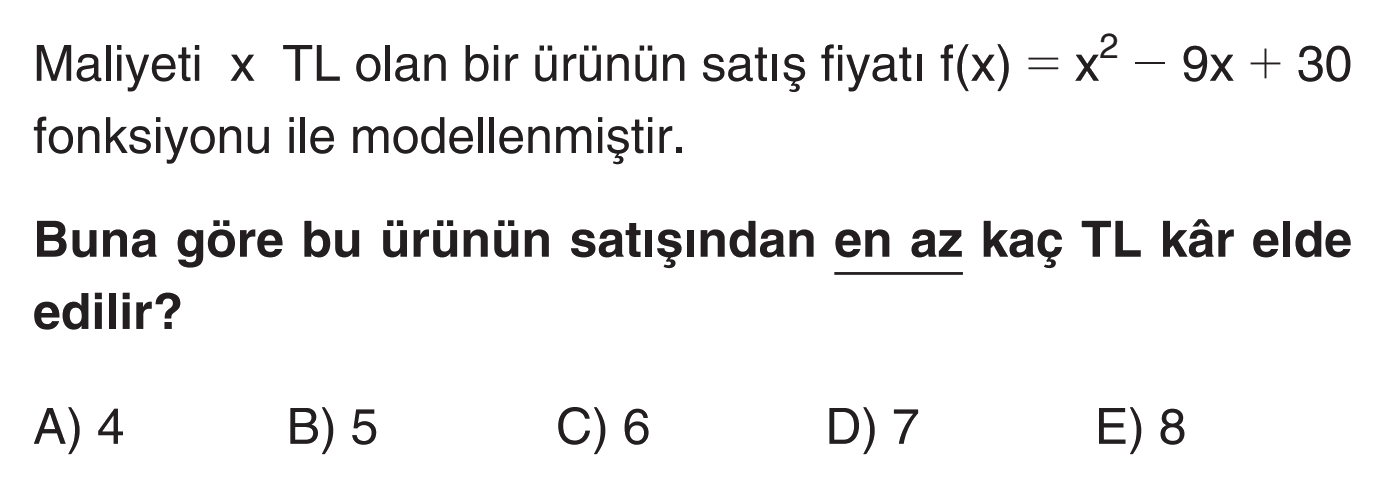 Maliyeti x TL olan bir ürünün satış fiyatı f(x) = x² − 9x + 30
fonksiyonu ile modellenmiştir.
Buna göre bu ürünün satışından en az kaç TL kâr elde
edilir?
A) 4 B) 5 C) 6 D) 7 E) 8